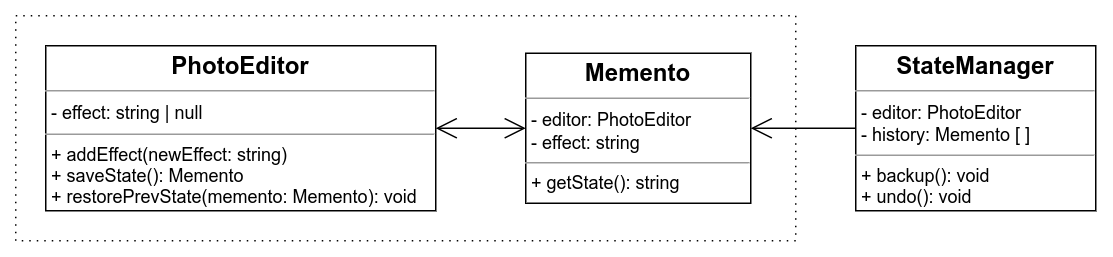 PhotoEditor
- effect: string | null
+ addEffect(newEffect: string)
+ saveState(): Memento
+ restorePrevState(memento: Memento): void
Memento
- editor: PhotoEditor
- effect: string
+ getState(): string
StateManager
- editor: PhotoEditor
- history: Memento [ ]
+ backup(): void
+ undo(): void